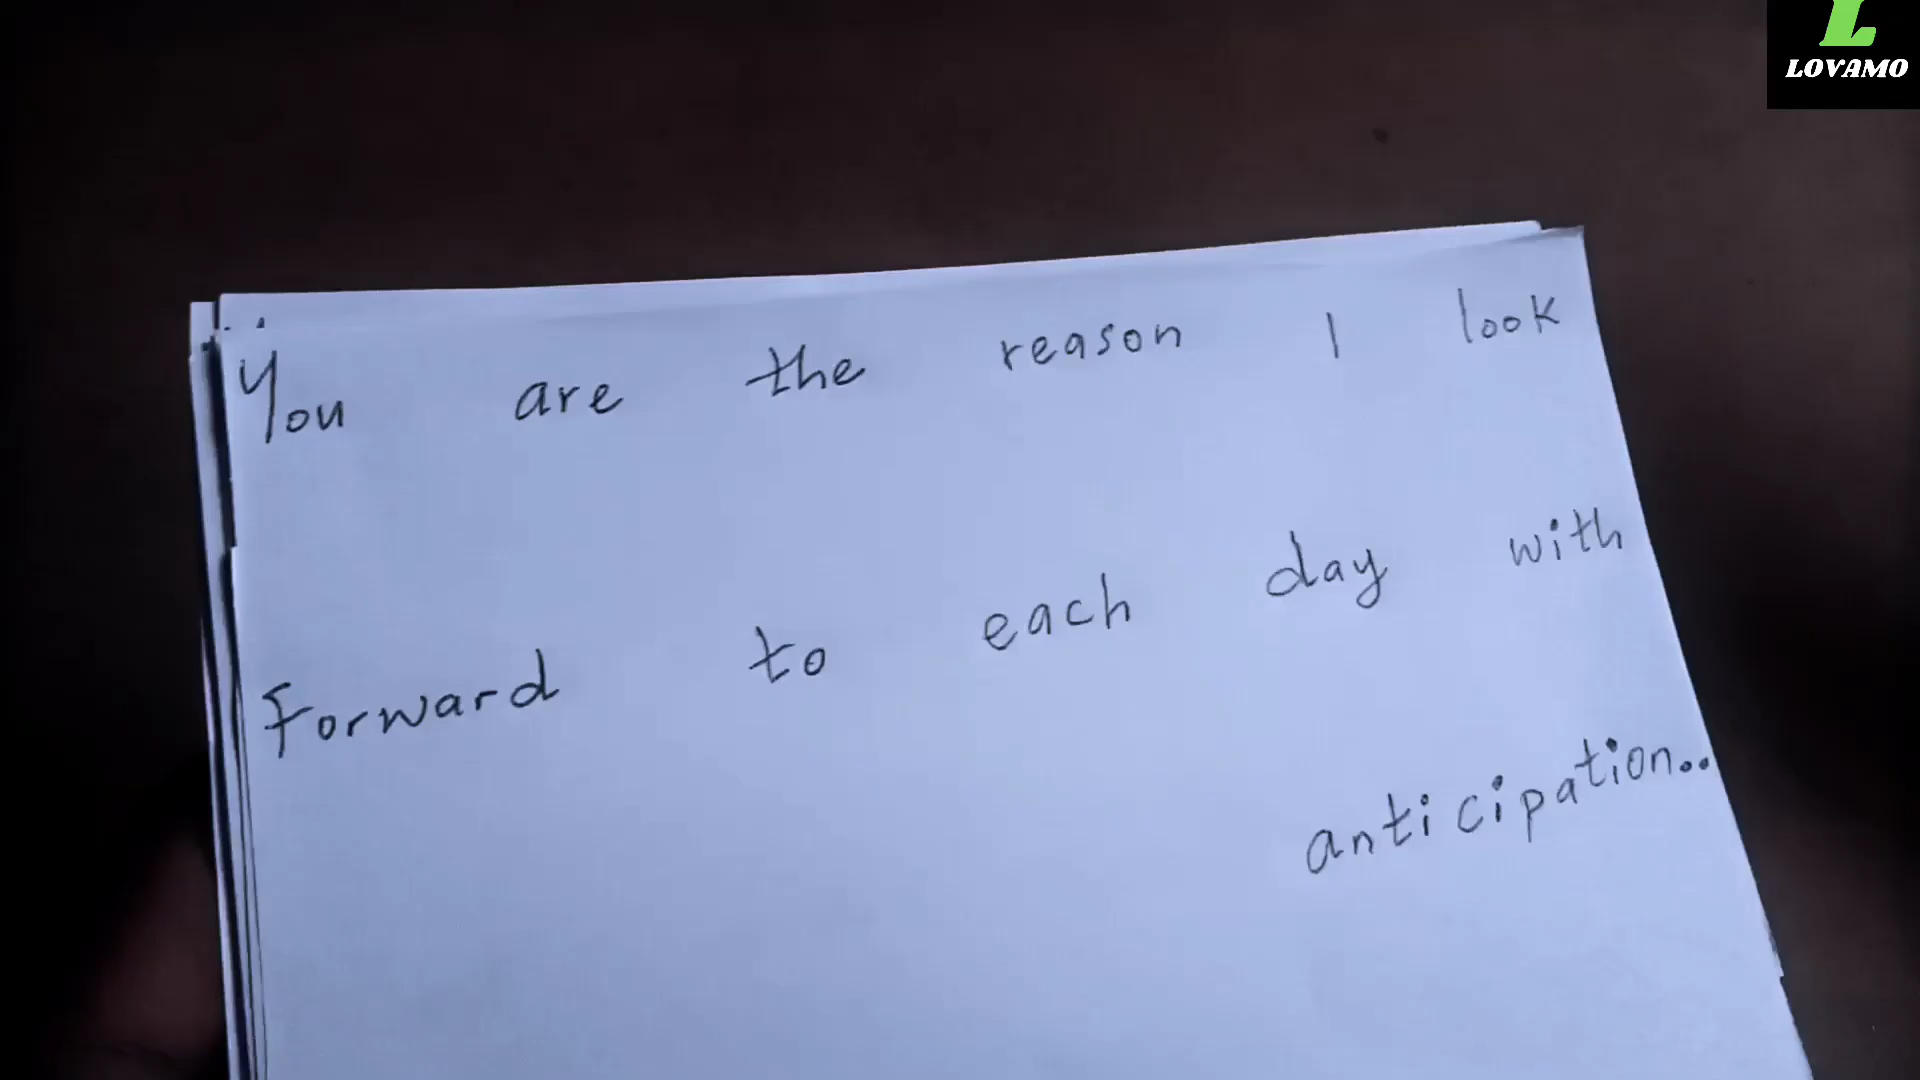 L
LOVAMO
You are the reason I look
Forward to each day with
anticipation..